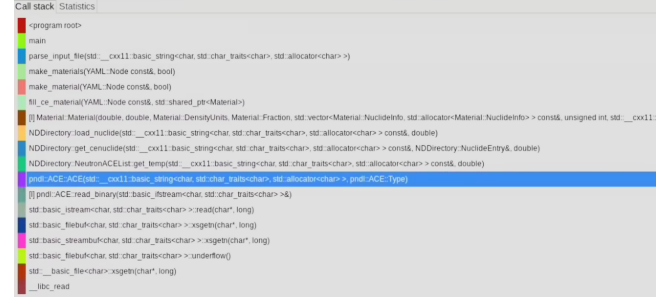 Call stack Statistics
<program root>
main
parse_input_file(std::__cxx11::basic_string<char, std::char_traits<char>, std::allocator<char> >)
make_materials(YAML::Node const&, bool)
make_material(YAML::Node const&, bool)
fill_ce_material(YAML::Node const&, std::shared_ptr<Material>)
[I] Material::Material(double, double, Material::DensityUnits, Material::Fraction, std::vector<Material::NuclideInfo, std::allocator<Material::NuclideInfo> > const&, unsigned int, std::__cxx11::
NDDirectory::load_nuclide(std::__cxx11::basic_string<char, std::char_traits<char>, std::allocator<char> > const&, double)
NDDirectory::get_cenuclide(std::__cxx11::basic_string<char, std::char_traits<char>, std::allocator<char> > const&, NDDirectory::NuclideEntry&, double)
NDDirectory::NeutronACEList::get_temp(std::__cxx11::basic_string<char, std::char_traits<char>, std::allocator<char> > const&, double)
pndl::ACE::ACE(std::__cxx11::basic_string<char, std::char_traits<char>, std::allocator<char> >, pndl::ACE::Type)
[I] pndl::ACE::read_binary(std::basic_ifstream<char, std::char_traits<char> >&)
std::basic_istream<char, std::char_traits<char> >::read(char*, long)
std::basic_filebuf<char, std::char_traits<char> >::xsgetn(char*, long)
std::basic_streambuf<char, std::char_traits<char> >::xsgetn(char*, long)
std::basic_filebuf<char, std::char_traits<char> >::underflow()
std::__basic_file<char>::xsgetn(char*, long)
__libc_read